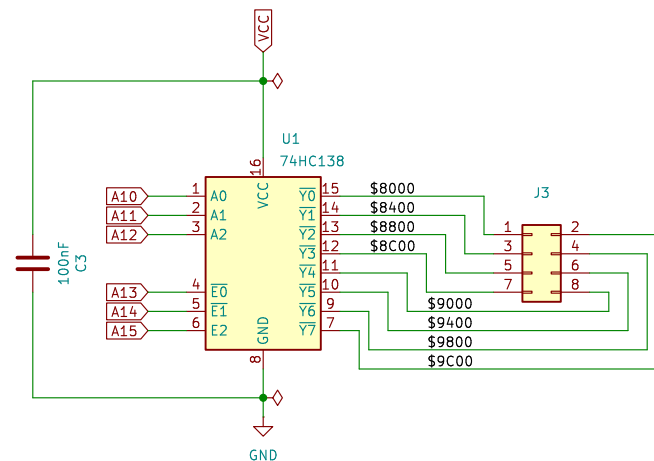 VCC
U1
74HC138
16
VCC
A10 1 A0 Y0 15 $8000
A11 2 A1 Y1 14 $8400
A12 3 A2 Y2 13 $8800
Y3 12 $8C00
Y4 11 $9000
A13 4 E0 Y5 10 $9400
A14 5 E1 Y6 9 $9800
A15 6 E2 Y7 7 $9C00
GND
8
GND
100nF
C3
J3
1 2
3 4
5 6
7 8